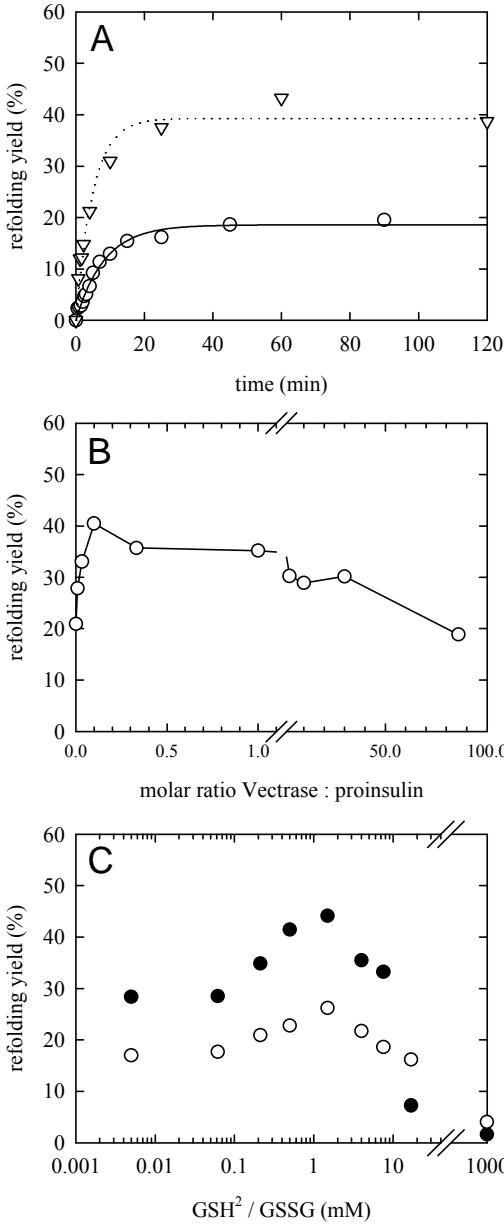 A
60
50
40
30
20
10
0
refolding yield (%)
0 20 40 60 80 100 120
time (min)
B
60
50
40
30
20
10
0
refolding yield (%)
0.0 0.5 1.0 50.0 100.0
molar ratio Vectrase : proinsulin
C
60
50
40
30
20
10
0
refolding yield (%)
0.001 0.01 0.1 1 10 1000
GSH² / GSSG (mM)